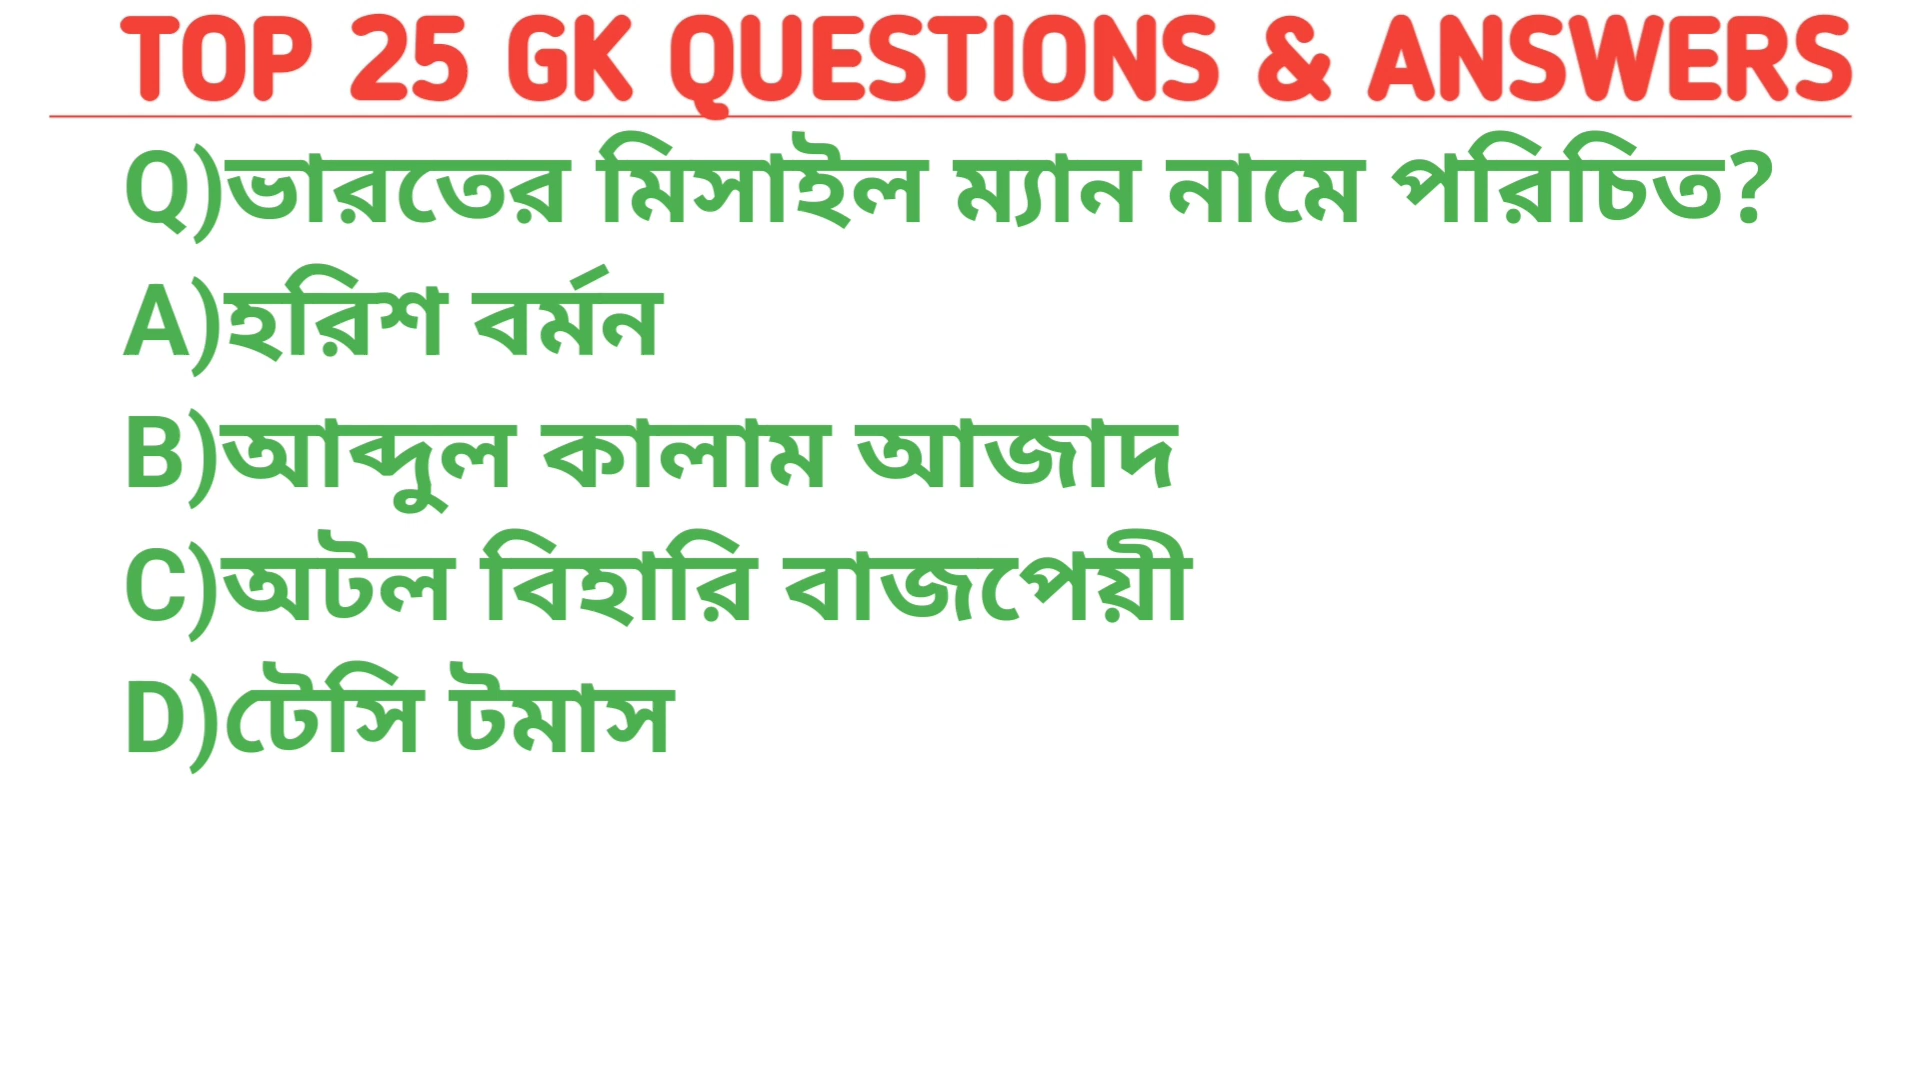 TOP 25 GK QUESTIONS & ANSWERS
Q)ভারতের মিসাইল ম্যান নামে পরিচিত?
A)হরিশ বর্মন
B)আব্দুল কালাম আজাদ
C)অটল বিহারি বাজপেয়ী
D)টেসি টমাস